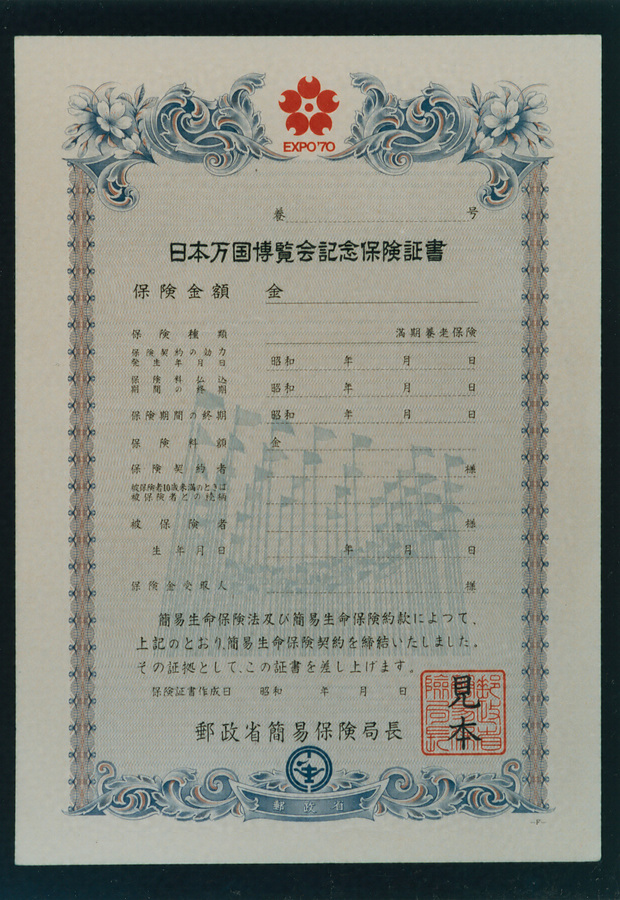 EXPO'70
養 号
日本万国博覧会記念保険証書
保険金額 金
保険種類 満期養老保険
保険契約の効力
発生年月日 昭和 年 月 日
保険料払込
期間の終期 昭和 年 月 日
保険期間の終期 昭和 年 月 日
保険料額 金
保険契約者 様
被保険者10歳未満のときは
被保険者との続柄
被保険者 様
生年月日 年 月 日
保険金受取人 様
簡易生命保険法及び簡易生命保険約款によつて、
上記のとおり、簡易生命保険契約を締結いたしました。
その証拠として、この証書を差し上げます。
保険証書作成日 昭和 年 月 日
郵政省簡易保険局長
見本
郵政省